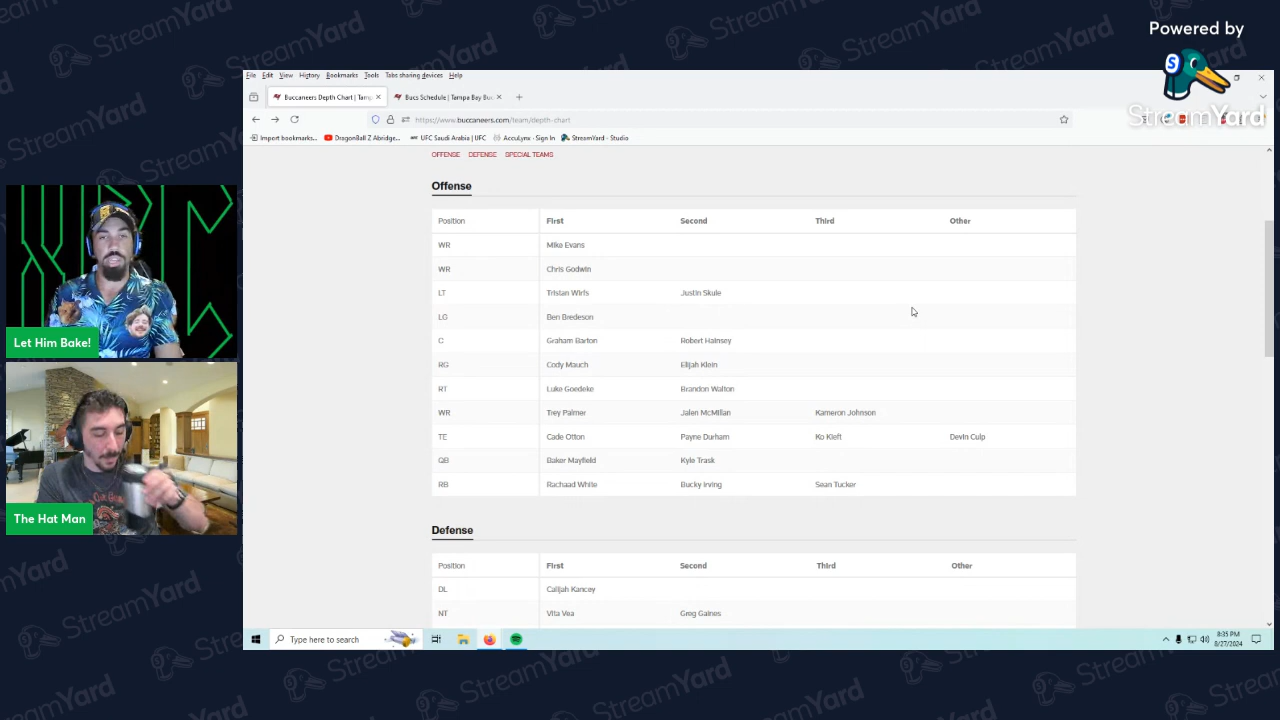 Powered by
StreamYard
File Edit View History Bookmarks Tools Tabs sharing devices Help
Buccaneers Depth Chart | Tamp
Bucs Schedule | Tampa Bay Buc
https://www.buccaneers.com/team/depth-chart
Import bookmarks...
DragonBall Z Abridge...
UFC Saudi Arabia | UFC
AccuLynx - Sign In
StreamYard - Studio
OFFENSE DEFENSE SPECIAL TEAMS
Offense
Position First Second Third Other
WR Mike Evans
WR Chris Godwin
LT Tristan Wirfs Justin Skule
LG Ben Bredeson
C Graham Barton Robert Hainsey
RG Cody Mauch Elijah Klein
RT Luke Goedeke Brandon Walton
WR Trey Palmer Jalen McMillan Kameron Johnson
TE Cade Otton Payne Durham Ko Kieft Devin Culp
QB Baker Mayfield Kyle Trask
RB Rachaad White Bucky Irving Sean Tucker
Defense
Position First Second Third Other
DL Calijah Kancey
NT Vita Vea Greg Gaines
Type here to search
8:35 PM
8/27/2024
Let Him Bake!
The Hat Man